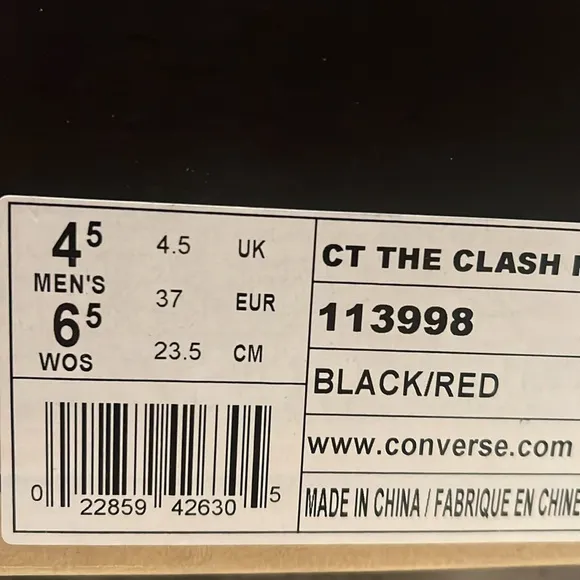 4 5 4.5 UK
MEN'S
37 EUR
6 5
23.5 CM
WOS
0 22859 42630 5
CT THE CLASH
113998
BLACK/RED
www.converse.com
MADE IN CHINA / FABRIQUE EN CHINE